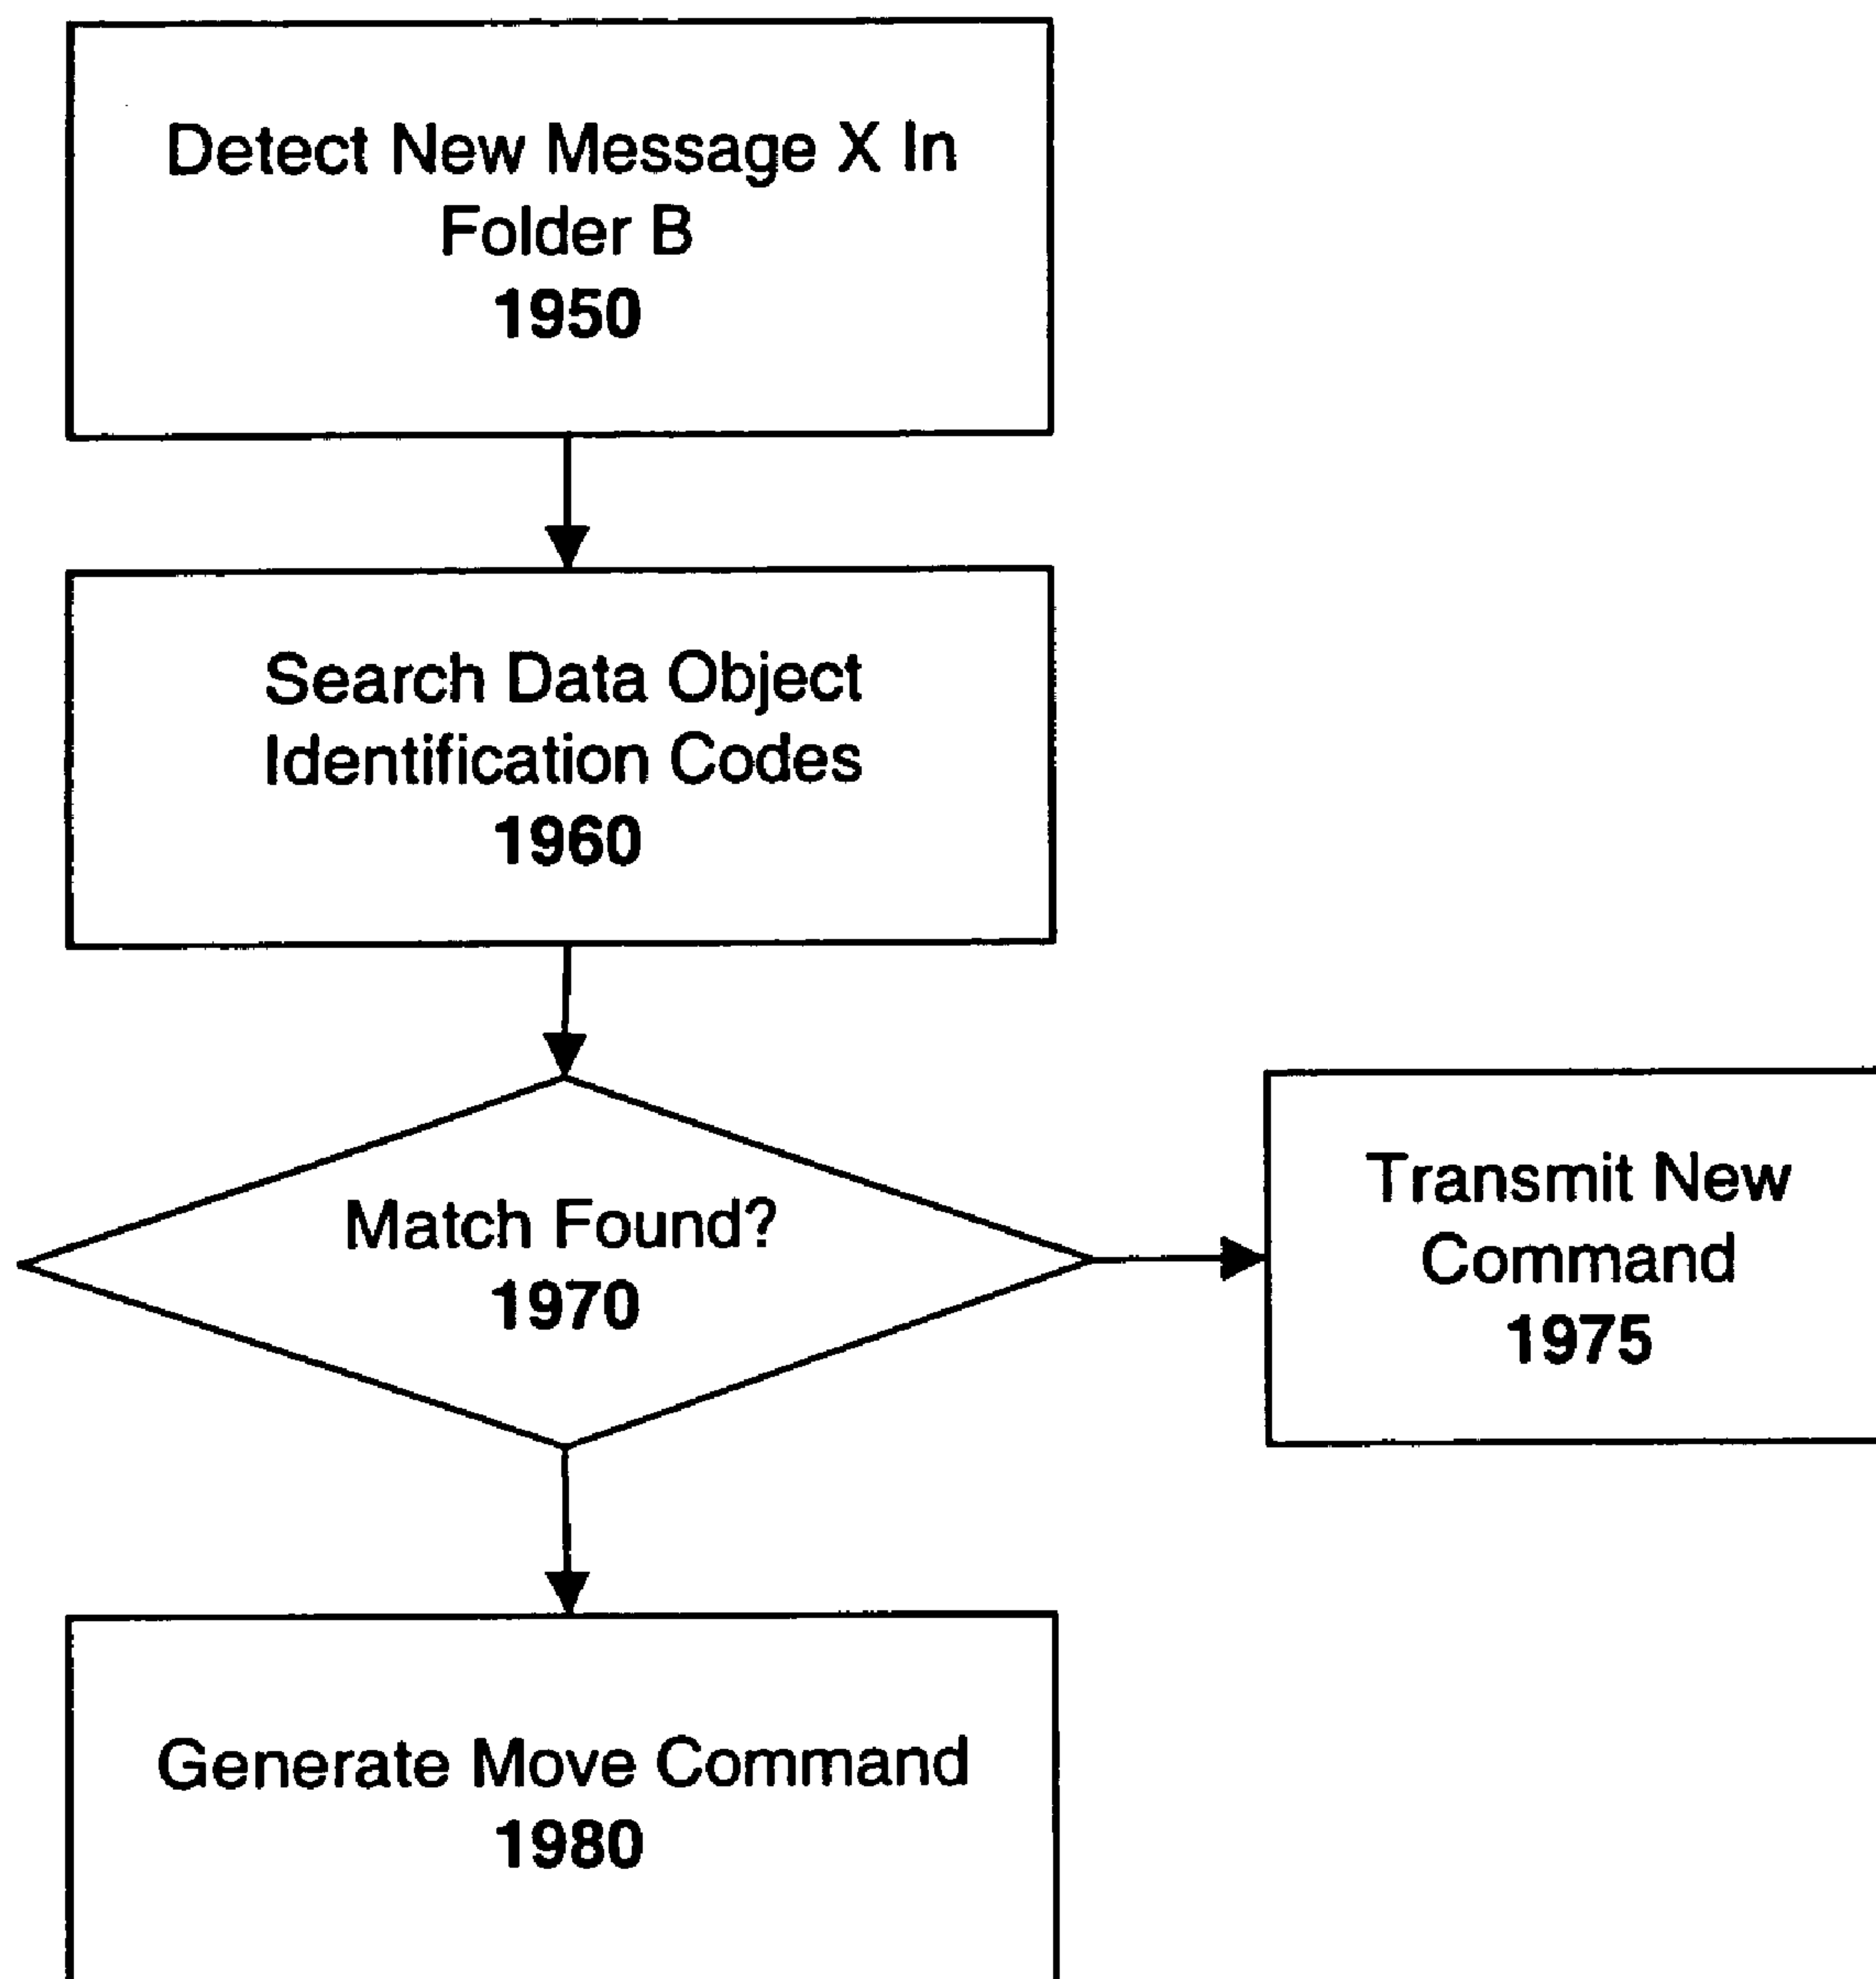 Detect New Message X In
Folder B
1950
Search Data Object
Identification Codes
1960
Match Found?
1970
Transmit New
Command
1975
Generate Move Command
1980